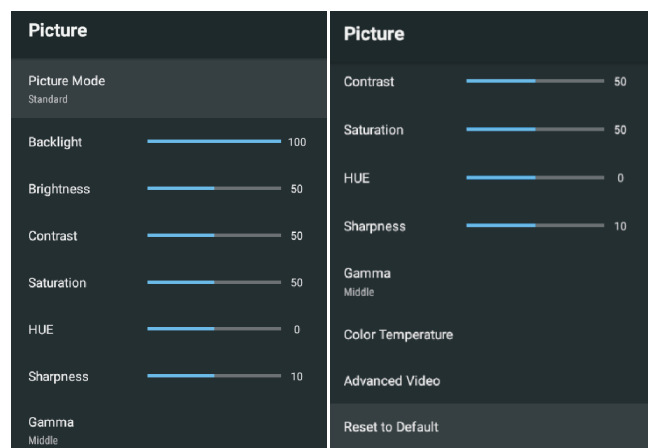 Picture
Picture Mode
Standard
Backlight 100
Brightness 50
Contrast 50
Saturation 50
HUE 0
Sharpness 10
Gamma
Middle
Picture
Contrast 50
Saturation 50
HUE 0
Sharpness 10
Gamma
Middle
Color Temperature
Advanced Video
Reset to Default